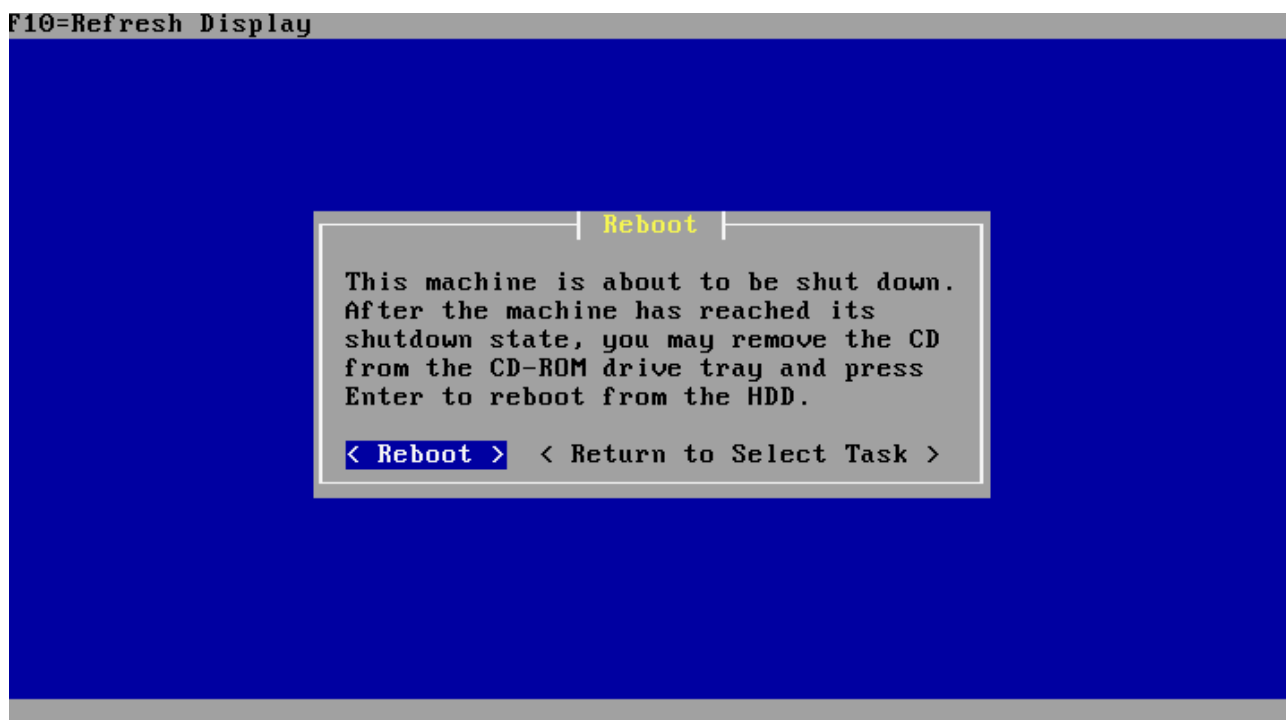 F10=Refresh Display
Reboot
This machine is about to be shut down.
After the machine has reached its
shutdown state, you may remove the CD
from the CD-ROM drive tray and press
Enter to reboot from the HDD.
< Reboot > < Return to Select Task >